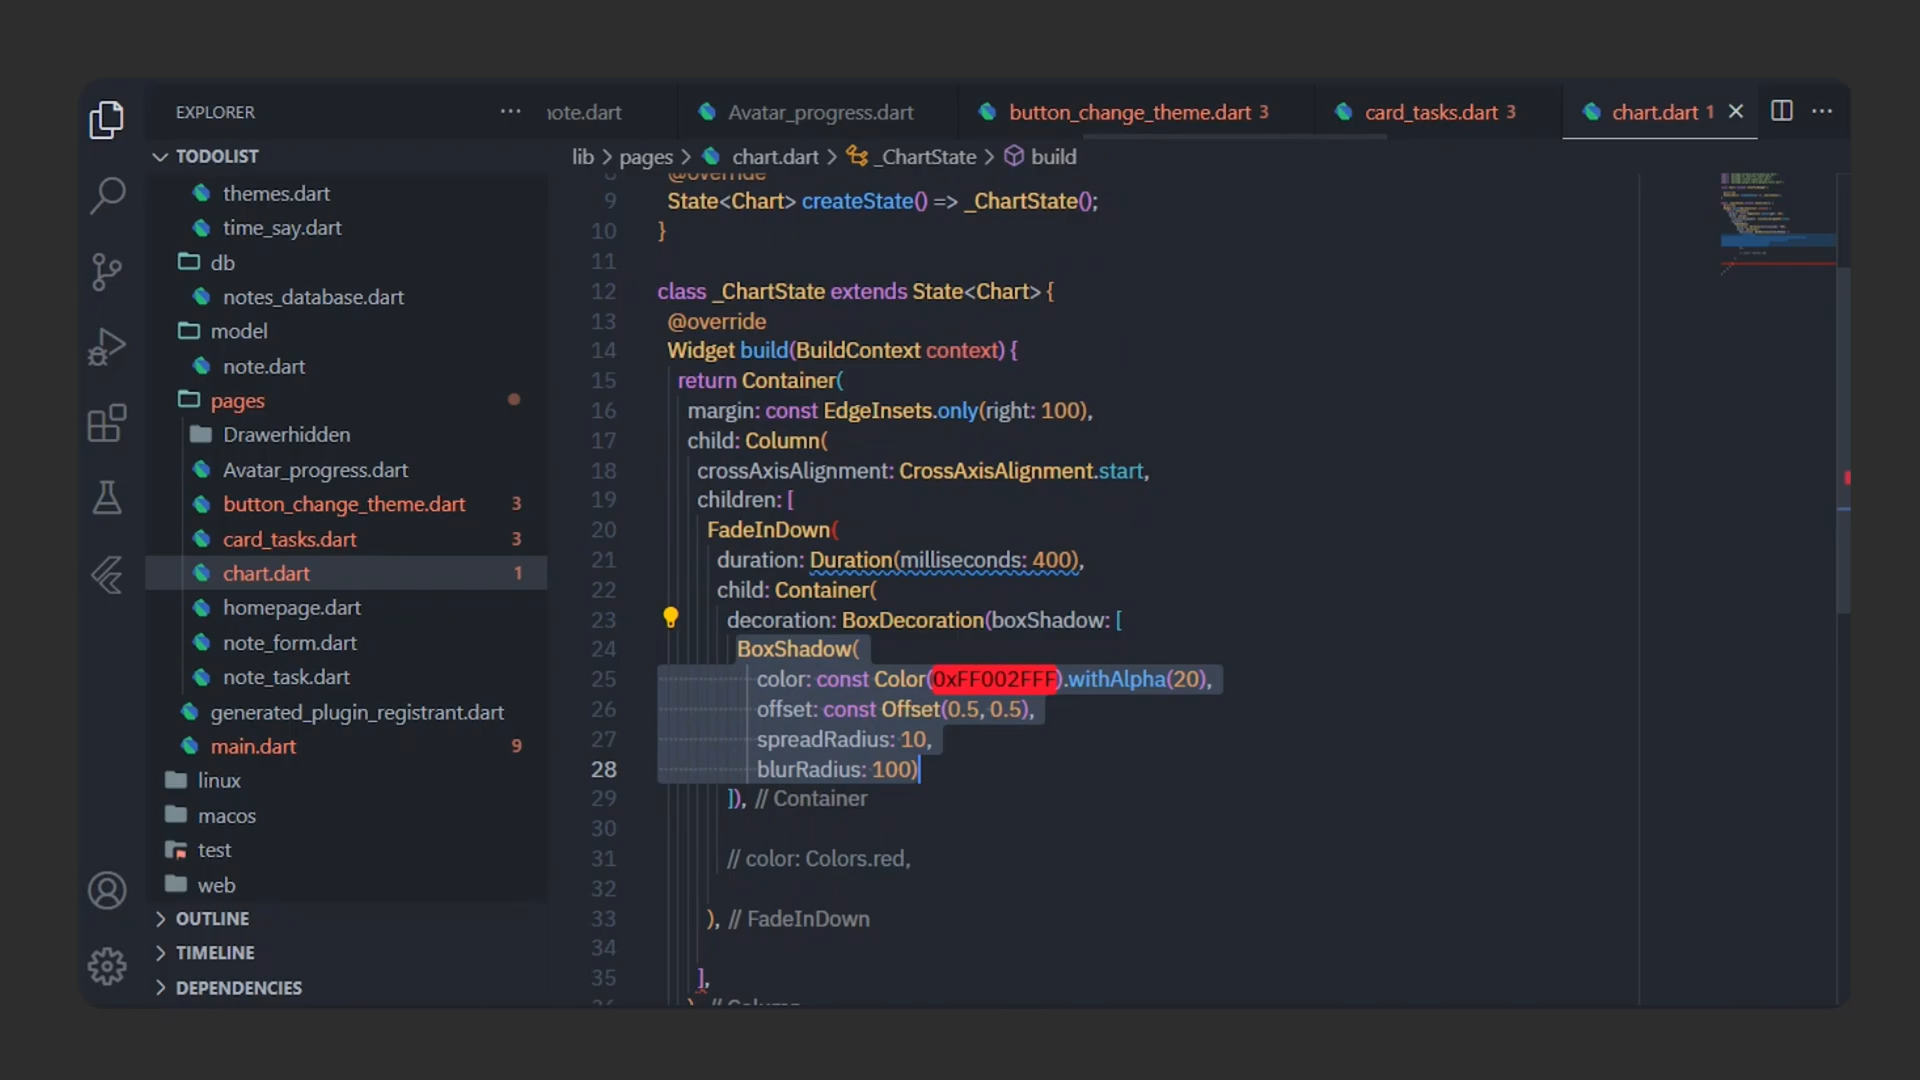 EXPLORER
···
note.dart
Avatar_progress.dart
button_change_theme.dart 3
card_tasks.dart 3
chart.dart 1
···
TODOLIST
themes.dart
time_say.dart
db
notes_database.dart
model
note.dart
pages
Drawerhidden
Avatar_progress.dart
button_change_theme.dart 3
card_tasks.dart 3
chart.dart 1
homepage.dart
note_form.dart
note_task.dart
generated_plugin_registrant.dart
main.dart 9
linux
macos
test
web
OUTLINE
TIMELINE
DEPENDENCIES
lib > pages > chart.dart > _ChartState > build
8 @override
9 State<Chart> createState() => _ChartState();
10 }
11
12 class _ChartState extends State<Chart> {
13 @override
14 Widget build(BuildContext context) {
15 return Container(
16 margin: const EdgeInsets.only(right: 100),
17 child: Column(
18 crossAxisAlignment: CrossAxisAlignment.start,
19 children: [
20 FadeInDown(
21 duration: Duration(milliseconds: 400),
22 child: Container(
23 decoration: BoxDecoration(boxShadow: [
24 BoxShadow(
25 color: const Color(0xFF002FFF).withAlpha(20),
26 offset: const Offset(0.5, 0.5),
27 spreadRadius: 10,
28 blurRadius: 100)
29 ]), // Container
30
31 // color: Colors.red,
32
33 ), // FadeInDown
34
35 ],
36 ), // Column